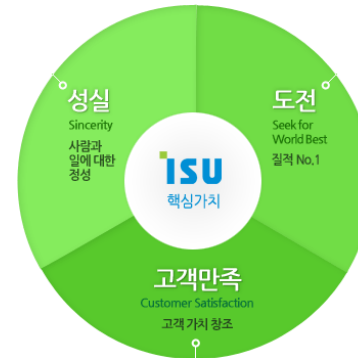 성실
Sincerity
사람과
일에 대한
정성
도전
Seek for
World Best
질적 No.1
ISU
핵심가치
고객만족
Customer Satisfaction
고객 가치 창조